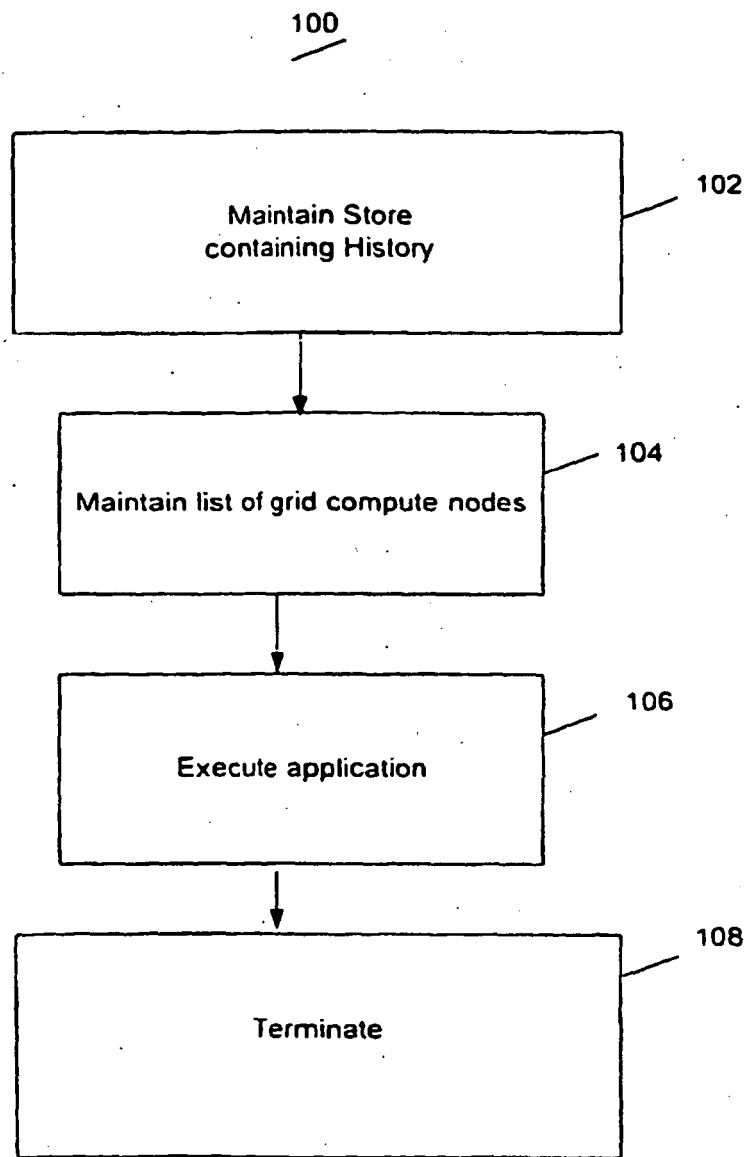 100
Maintain Store
containing History
102
Maintain list of grid compute nodes
104
Execute application
106
Terminate
108